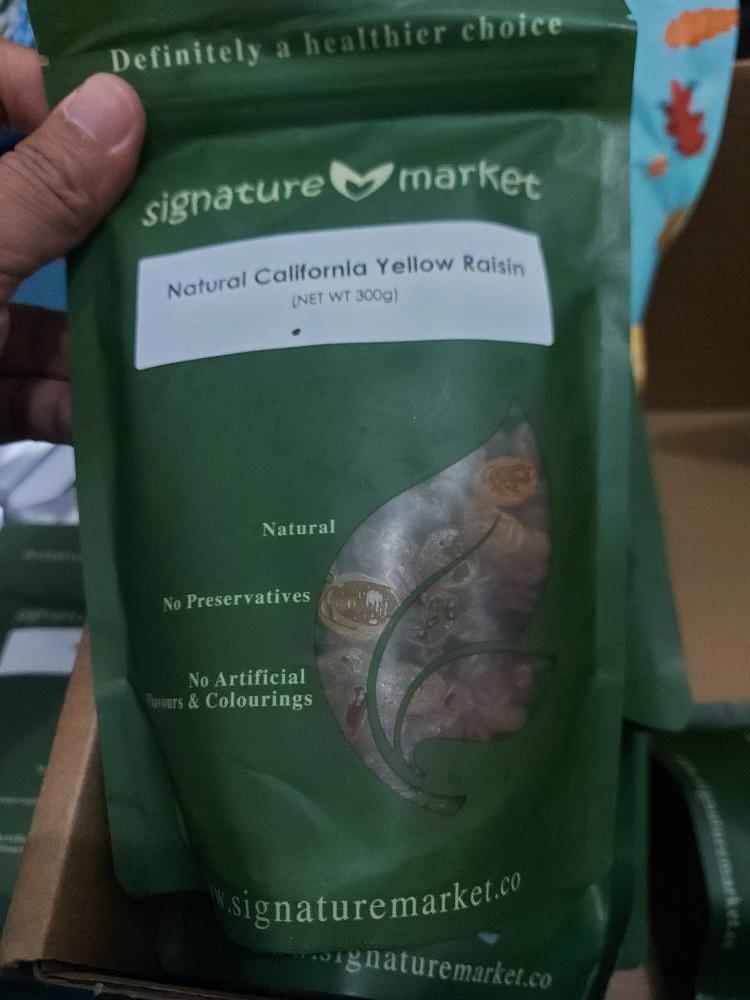 Definitely a healthier choice
signature market
Natural California Yellow Raisin
(NET WT 300g)
Natural
No Preservatives
No Artificial
& Colourings
.signaturemarket.co
signaturemarket.co